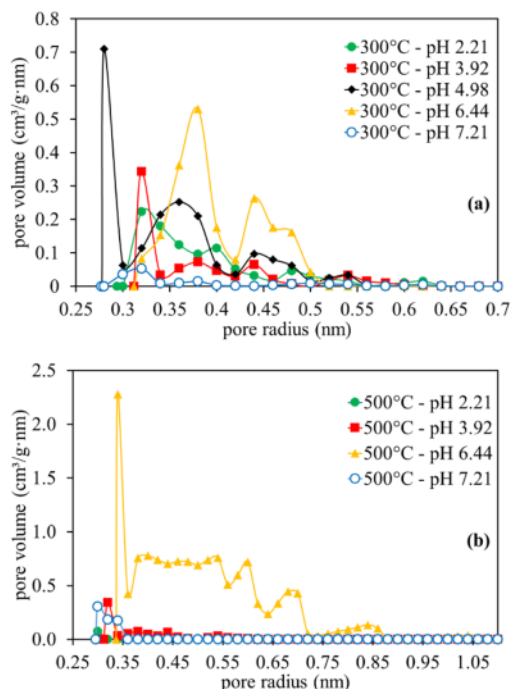 0.8
0.7
0.6
0.5
0.4
0.3
0.2
0.1
0
pore volume (cm³/g·nm)
300°C - pH 2.21
300°C - pH 3.92
300°C - pH 4.98
300°C - pH 6.44
300°C - pH 7.21
(a)
0.25 0.3 0.35 0.4 0.45 0.5 0.55 0.6 0.65 0.7
pore radius (nm)
2.5
2.0
1.5
1.0
0.5
0.0
pore volume (cm³/g·nm)
500°C - pH 2.21
500°C - pH 3.92
500°C - pH 6.44
500°C - pH 7.21
(b)
0.25 0.35 0.45 0.55 0.65 0.75 0.85 0.95 1.05
pore radius (nm)